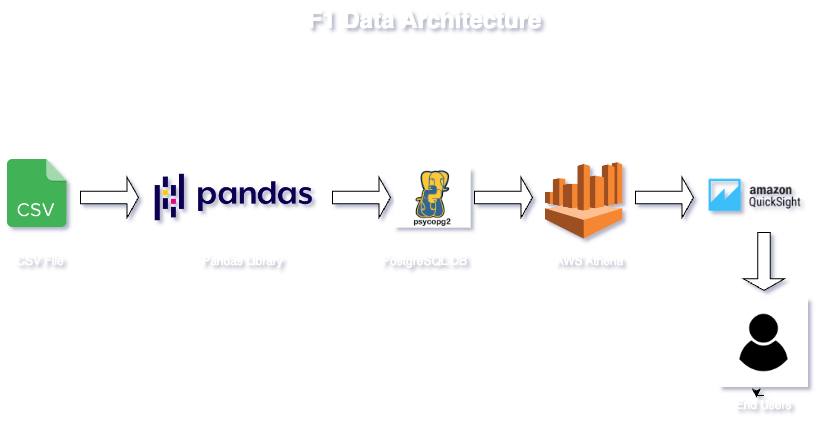 F1 Data Architecture
CSV
pandas
psycopg2
amazon
QuickSight
CSV File
Pandas Library
PostgreSQL DB
AWS Athena
End Users